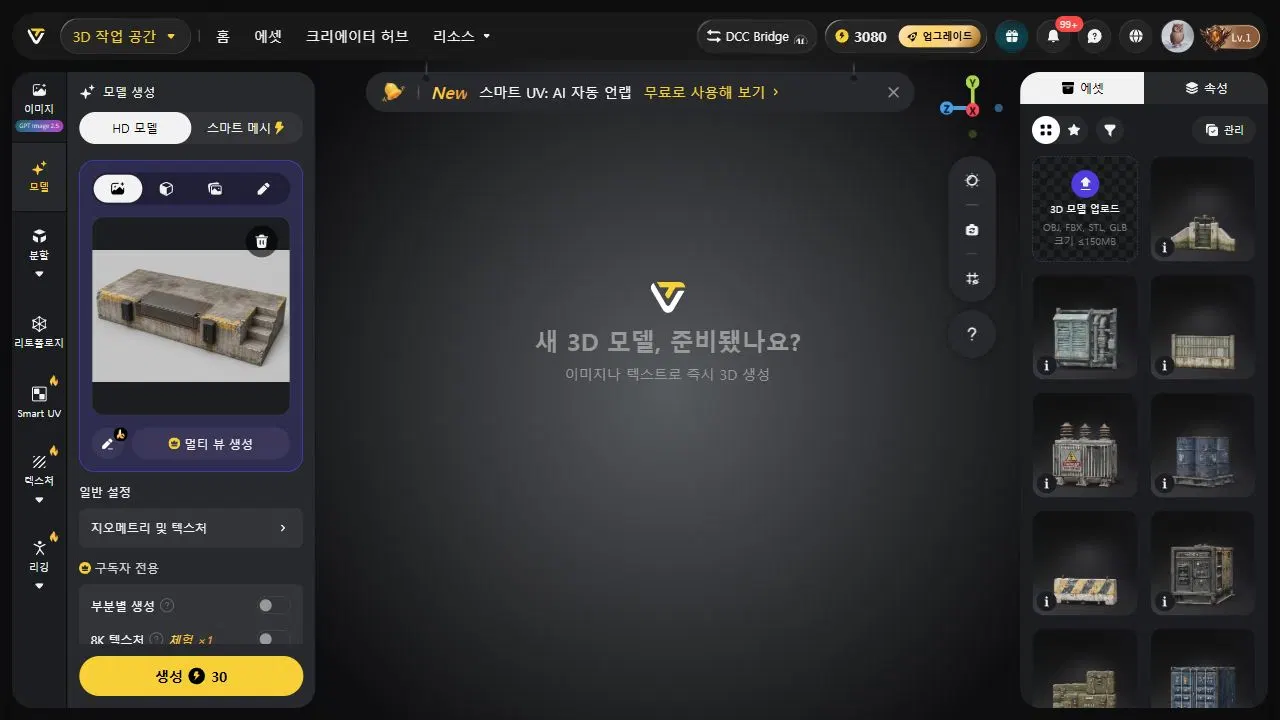 3D 작업 공간
홈
에셋
크리에이터 허브
리소스
DCC Bridge
3080
업그레이드
99+
Lv.1
이미지
GPT Image 2.5
모델
분할
리토폴로지
Smart UV
텍스처
리깅
모델 생성
HD 모델
스마트 메시
멀티 뷰 생성
일반 설정
지오메트리 및 텍스처
구독자 전용
부분별 생성
8K 텍스처 체험 ×1
생성 30
New 스마트 UV: AI 자동 언랩 무료로 사용해 보기
Y
Z
X
새 3D 모델, 준비됐나요?
이미지나 텍스트로 즉시 3D 생성
에셋
속성
관리
3D 모델 업로드
OBJ, FBX, STL, GLB
크기 ≤150MB